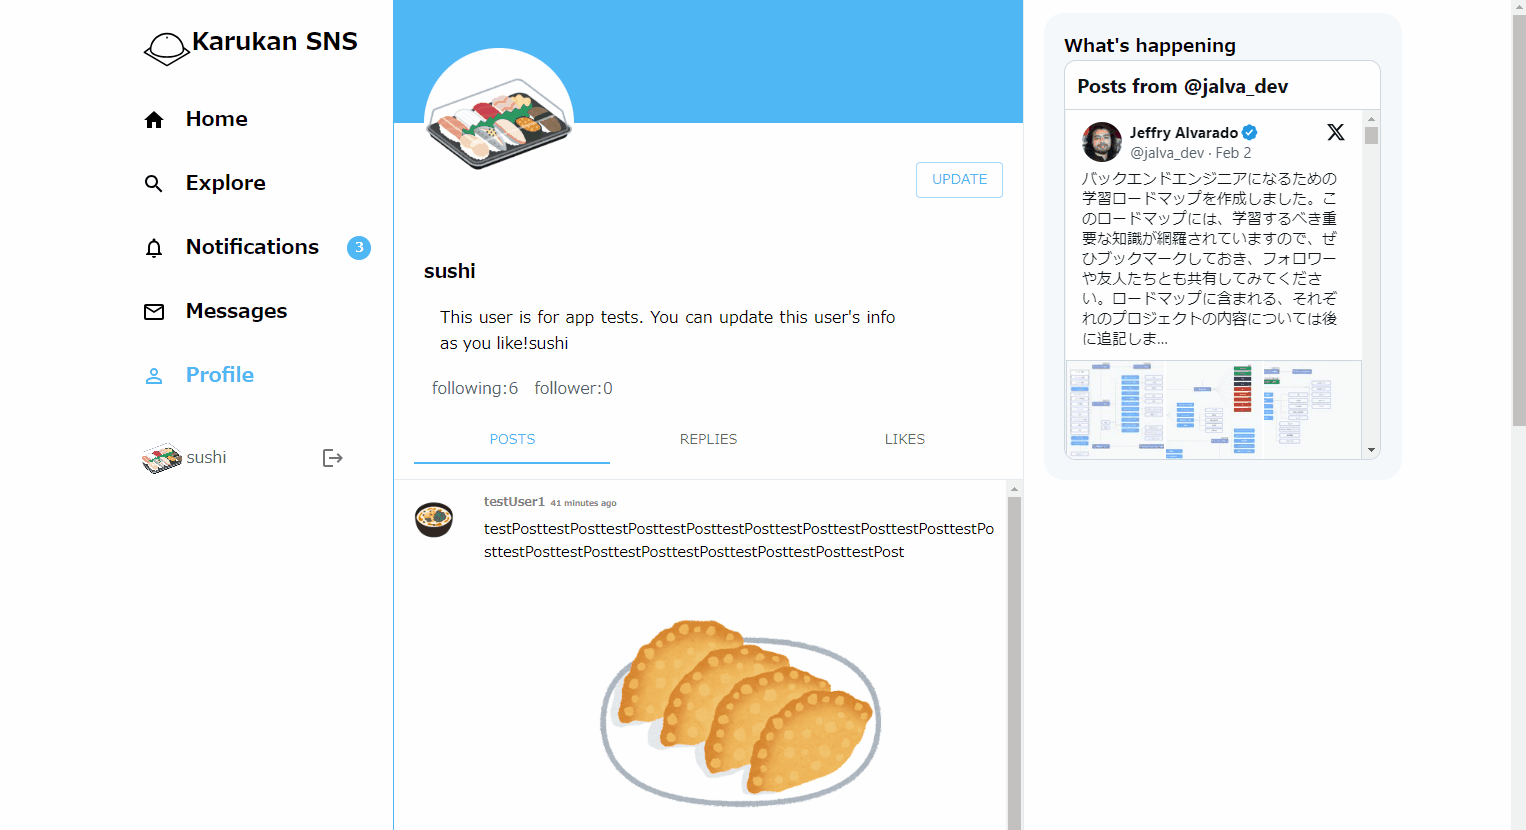 Karukan SNS
Home
Explore
Notifications 3
Messages
Profile
sushi
UPDATE
sushi
This user is for app tests. You can update this user's info
as you like!sushi
following:6 follower:0
POSTS REPLIES LIKES
testUser1 41 minutes ago
testPosttestPosttestPosttestPosttestPosttestPosttestPosttestPosttestPo
sttestPosttestPosttestPosttestPosttestPosttestPosttestPost
What's happening
Posts from @jalva_dev
Jeffry Alvarado
@jalva_dev · Feb 2
バックエンドエンジニアになるための
学習ロードマップを作成しました。こ
のロードマップには、学習するべき重
要な知識が網羅されていますので、ぜ
ひブックマークしておき、フォロワー
や友人たちとも共有してみてくださ
い。ロードマップに含まれる、それぞ
れのプロジェクトの内容については後
に追記しま...